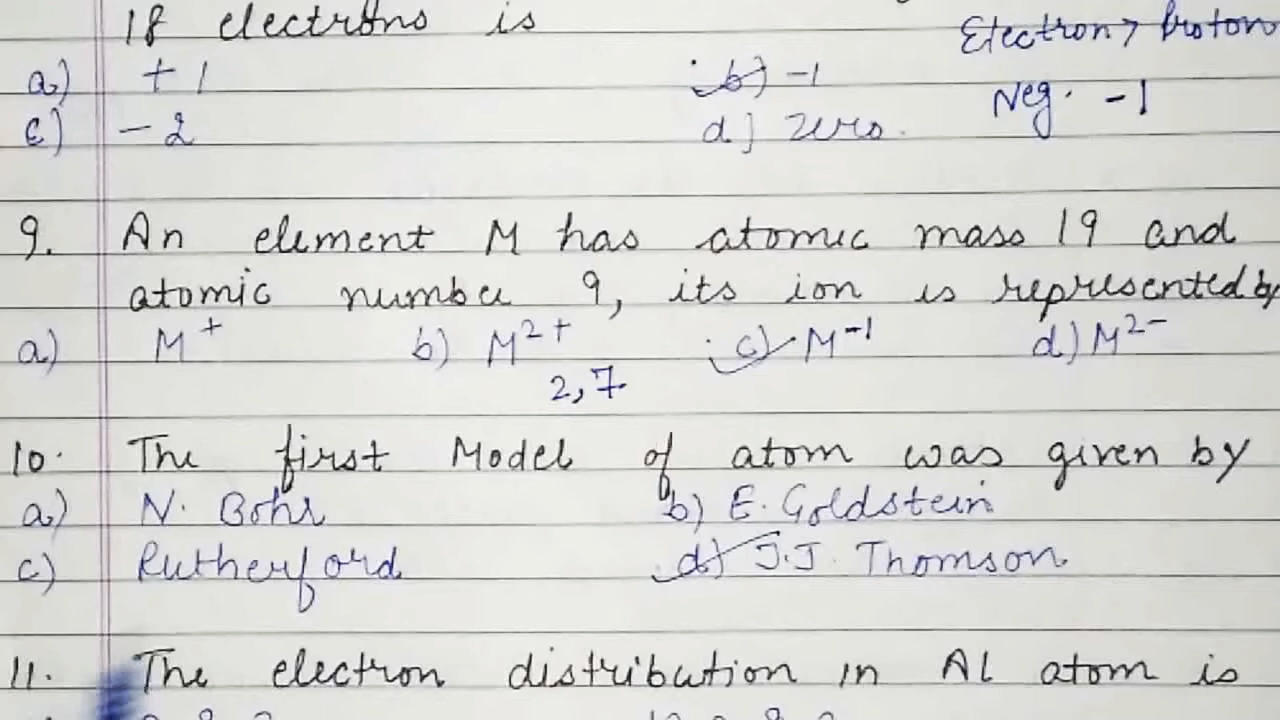 18 electrons is
Electron > Proton
a) +1
b) -1
Neg. -1
c) -2
d) zero.
9. An element M has atomic mass 19 and
atomic number 9, its ion is represented by
a) M+ b) M2+ c) M-1 d) M2-
2,7
10. The first Model of atom was given by
a) N. Bohr b) E. Goldstein
c) Rutherford d) J.J. Thomson
11. The electron distribution in Al atom is